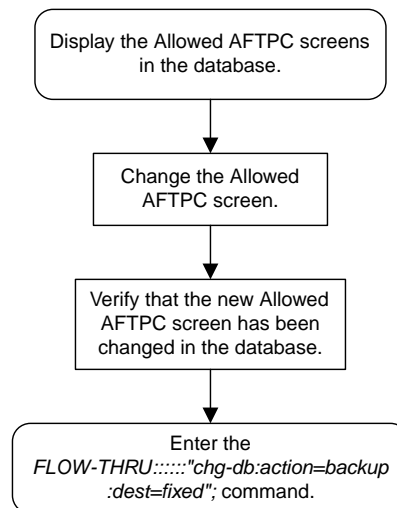 Display the Allowed AFTPC screens
in the database.
Change the Allowed
AFTPC screen.
Verify that the new Allowed
AFTPC screen has been
changed in the database.
Enter the
FLOW-THRU::::::"chg-db:action=backup
:dest=fixed"; command.